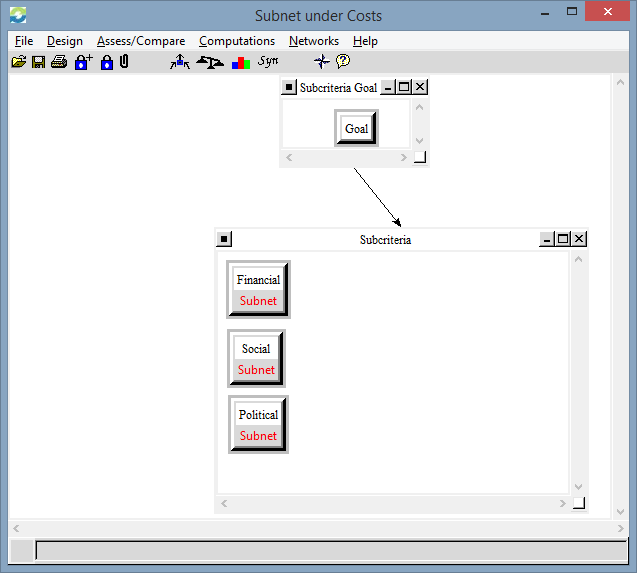 Subnet under Costs
File Design Assess/Compare Computations Networks Help
Syn
Subcriteria Goal
Goal
Subcriteria
Financial
Subnet
Social
Subnet
Political
Subnet